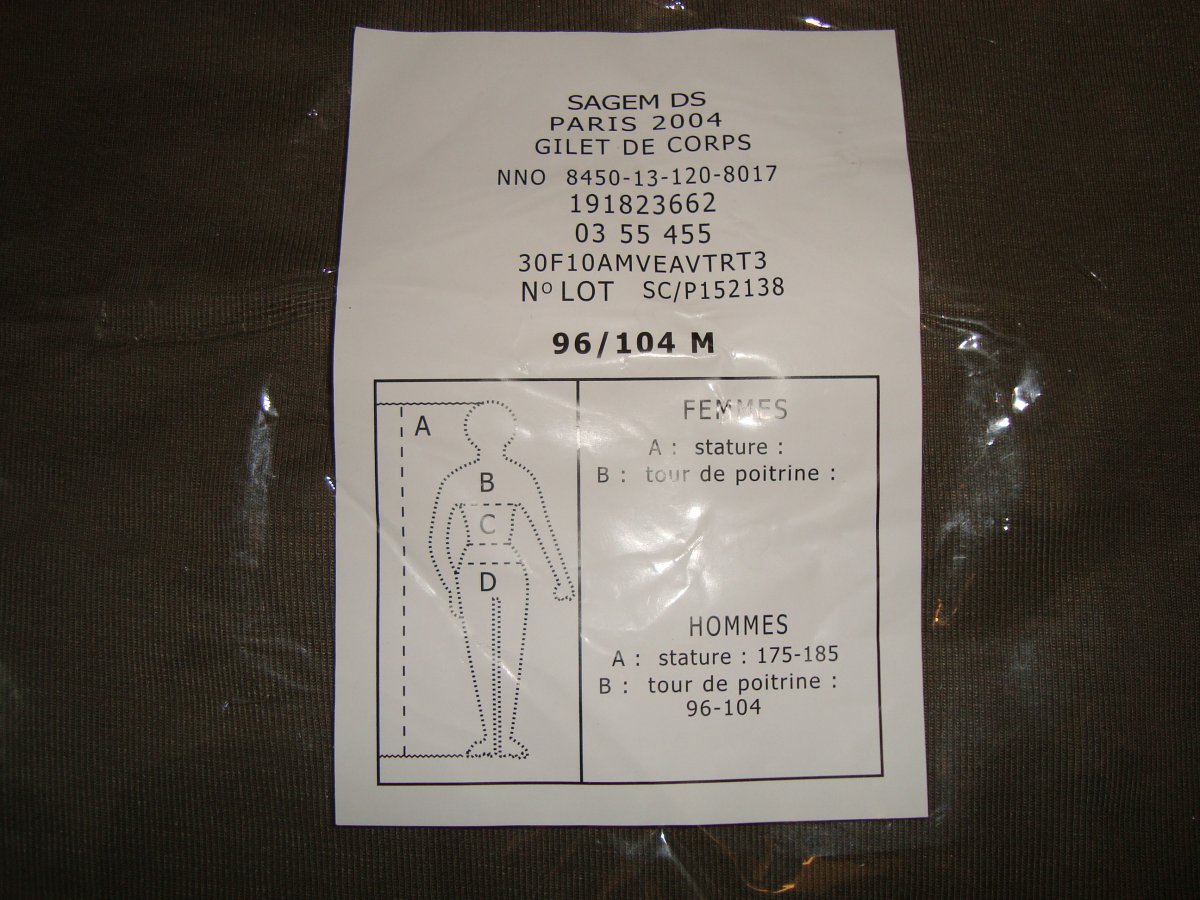 SAGEM DS
PARIS 2004
GILET DE CORPS
NNO 8450-13-120-8017
191823662
03 55 455
30F10AMVEAVTRT3
Nº LOT SC/P152138
96/104 M
A
B
C
D
FEMMES
A : stature :
B : tour de poitrine :
HOMMES
A : stature : 175-185
B : tour de poitrine :
96-104